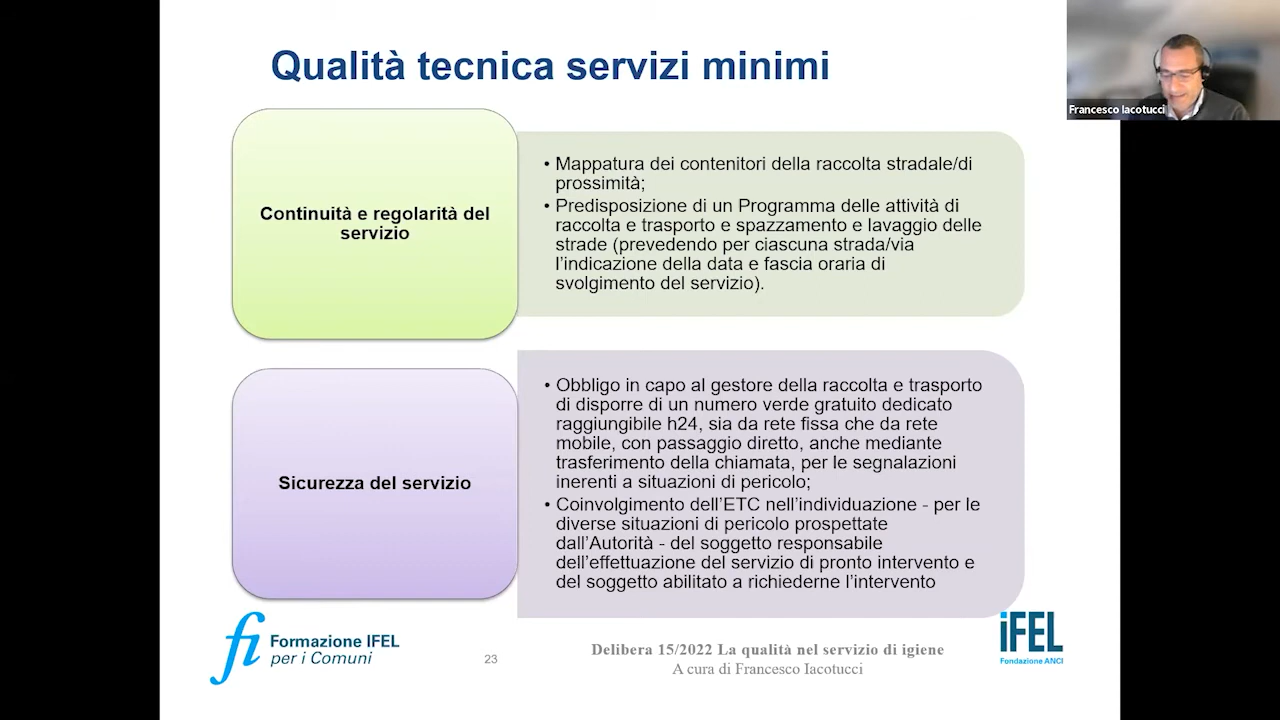 Qualità tecnica servizi minimi
Francesco Iacotucci
Continuità e regolarità del
servizio
• Mappatura dei contenitori della raccolta stradale/di
prossimità;
• Predisposizione di un Programma delle attività di
raccolta e trasporto e spazzamento e lavaggio delle
strade (prevedendo per ciascuna strada/via
l'indicazione della data e fascia oraria di
svolgimento del servizio).
Sicurezza del servizio
• Obbligo in capo al gestore della raccolta e trasporto
di disporre di un numero verde gratuito dedicato
raggiungibile h24, sia da rete fissa che da rete
mobile, con passaggio diretto, anche mediante
trasferimento della chiamata, per le segnalazioni
inerenti a situazioni di pericolo;
• Coinvolgimento dell'ETC nell'individuazione - per le
diverse situazioni di pericolo prospettate
dall'Autorità - del soggetto responsabile
dell'effettuazione del servizio di pronto intervento e
del soggetto abilitato a richiederne l'intervento
fi Formazione IFEL
per i Comuni
23
Delibera 15/2022 La qualità nel servizio di igiene
A cura di Francesco Iacotucci
iFEL
Fondazione ANCI